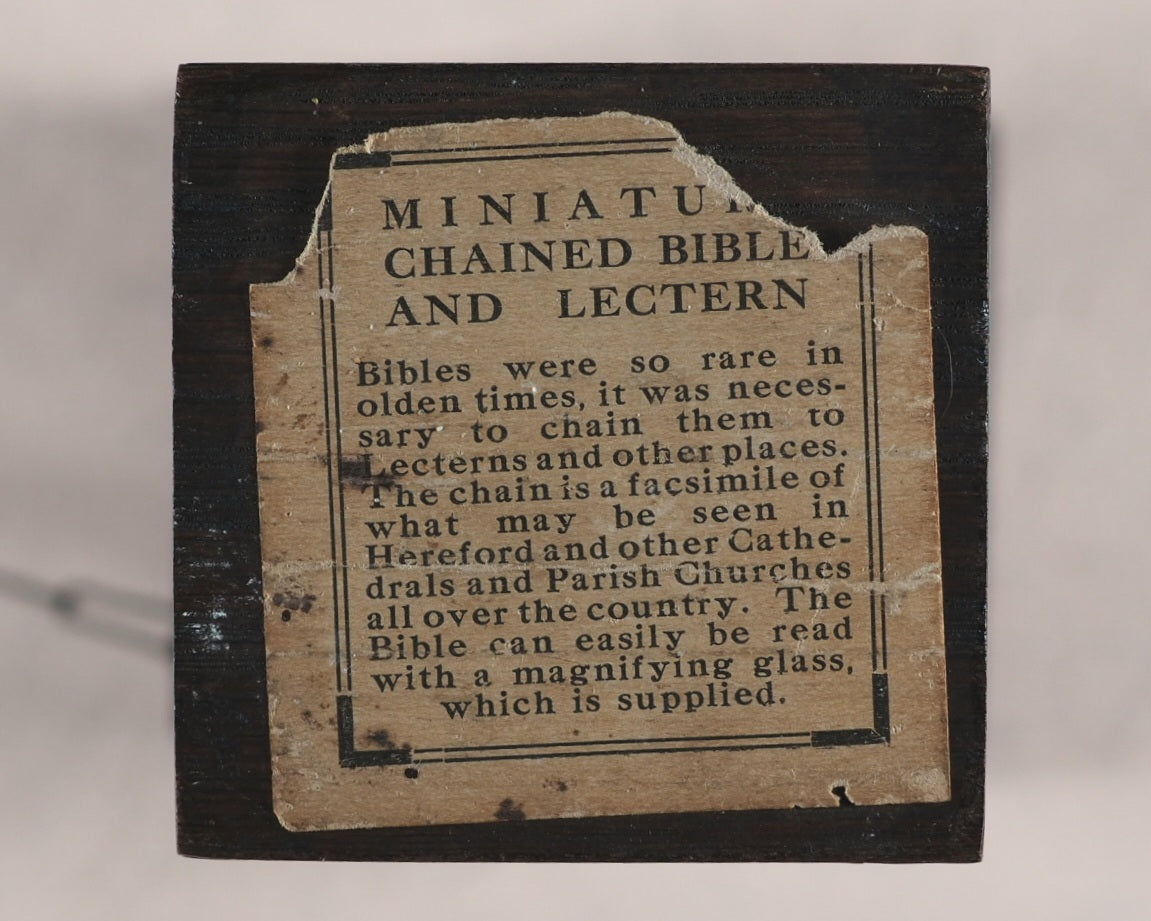 MINIATU
CHAINED BIBLE
AND LECTERN
Bibles were so rare in
olden times, it was neces-
sary to chain them to
Lecterns and other places.
The chain is a facsimile of
what may be seen in
Hereford and other Cathe-
drals and Parish Churches
all over the country. The
Bible can easily be read
with a magnifying glass,
which is supplied.